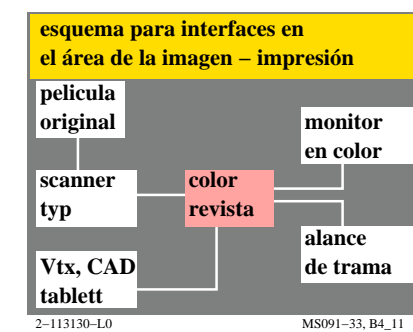 esquema para interfaces en
el área de la imagen − impresión
pelicula
original
monitor
en color
scanner
typ
color
revista
alance
de trama
Vtx, CAD
tablett
2−113130−L0
MS091−33, B4_11